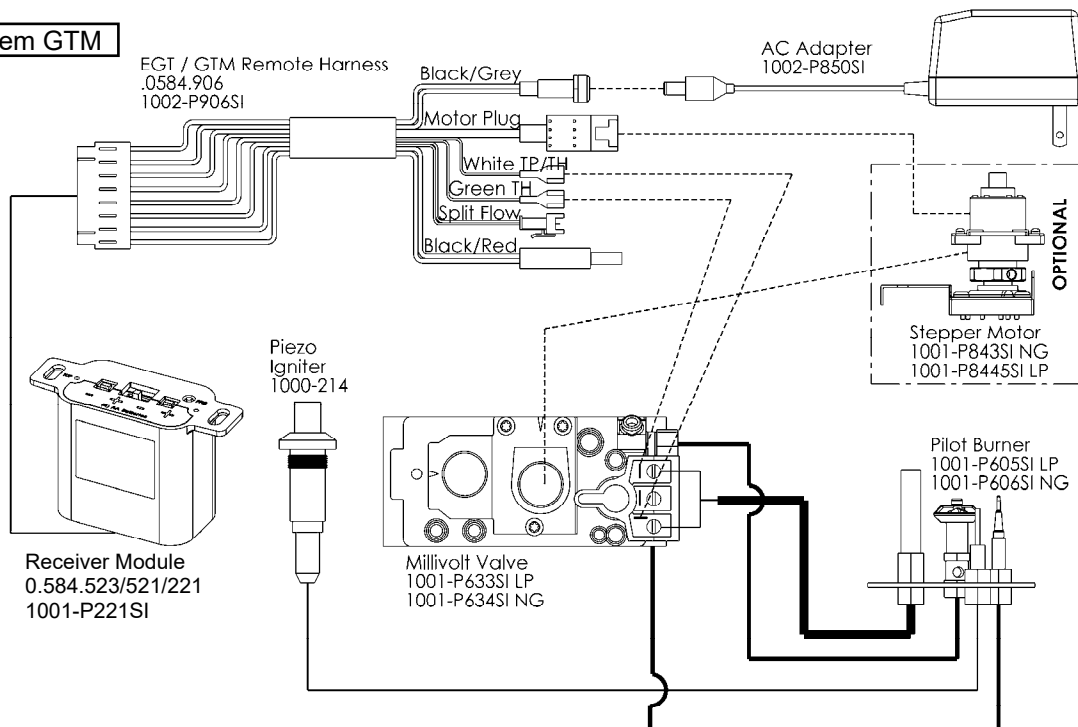 em GTM
EGT / GTM Remote Harness
.0584.906
1002-P906SI
Black/Grey
Motor Plug
White TP/TH
Green TH
Split Flow
Black/Red
AC Adapter
1002-P850SI
OPTIONAL
Stepper Motor
1001-P843SI NG
1001-P8445SI LP
Piezo
Igniter
1000-214
Pilot Burner
1001-P605SI LP
1001-P606SI NG
Receiver Module
0.584.523/521/221
1001-P221SI
Millivolt Valve
1001-P633SI LP
1001-P634SI NG